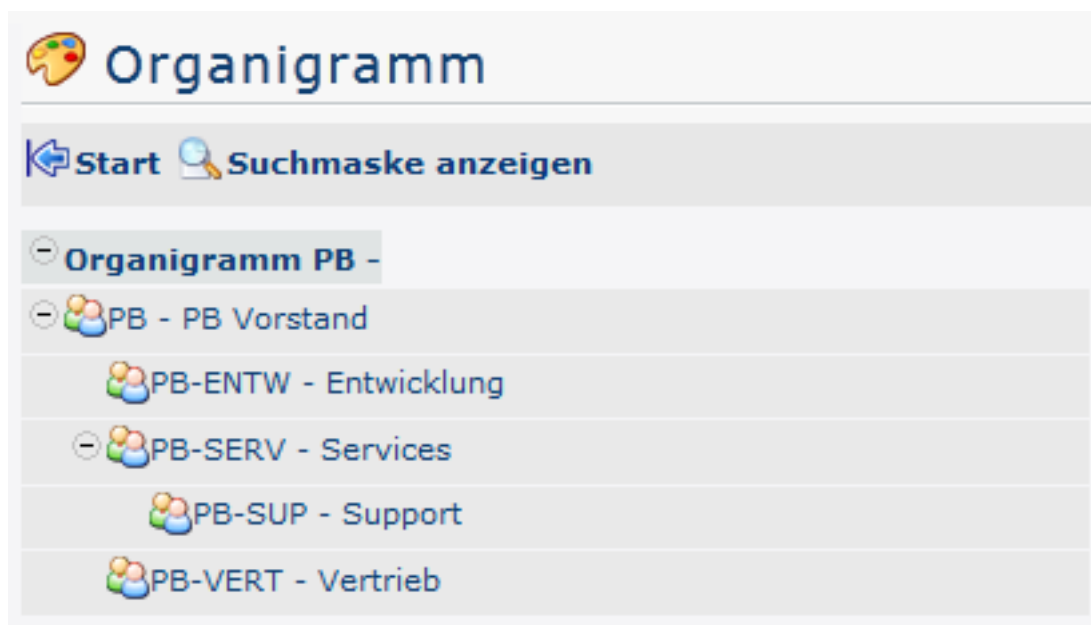 Organigramm
Start Suchmaske anzeigen
Organigramm PB -
PB - PB Vorstand
PB-ENTW - Entwicklung
PB-SERV - Services
PB-SUP - Support
PB-VERT - Vertrieb